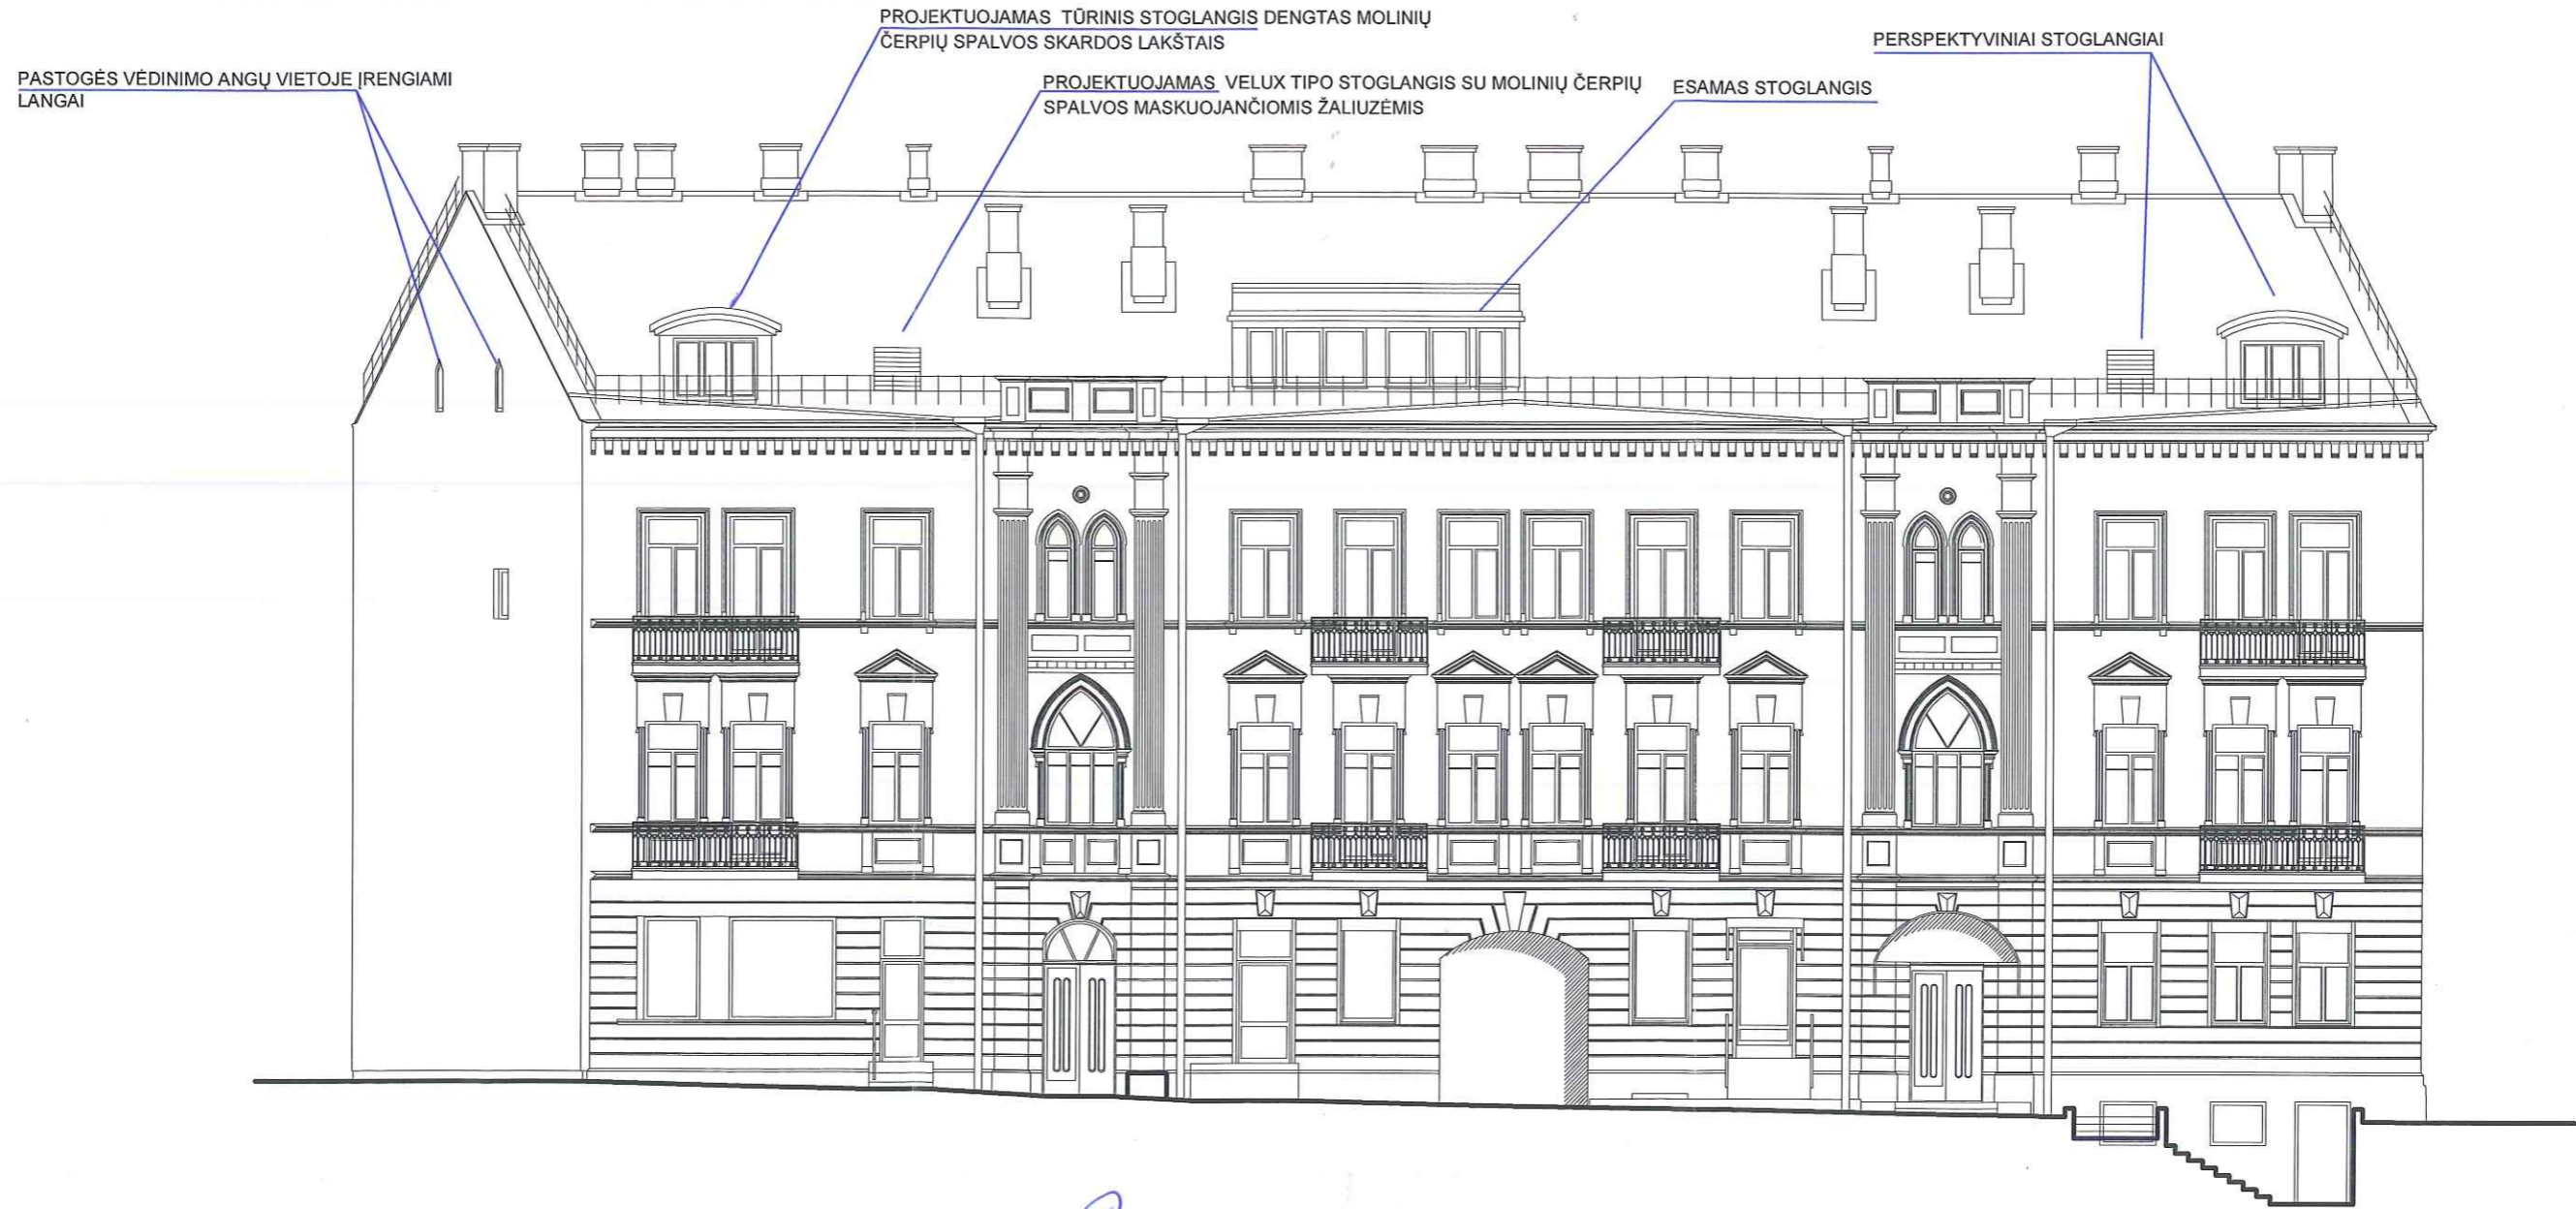 PROJEKTUOJAMAS TŪRINIS STOGLANGIS DENGTAS MOLINIŲ
ČERPIŲ SPALVOS SKARDOS LAKŠTAIS
PERSPEKTYVINIAI STOGLANGIAI
PASTOGĖS VĖDINIMO ANGŲ VIETOJE ĮRENGIAMI
LANGAI
PROJEKTUOJAMAS VELUX TIPO STOGLANGIS SU MOLINIŲ ČERPIŲ
SPALVOS MASKUOJANČIOMIS ŽALIUZĖMIS
ESAMAS STOGLANGIS